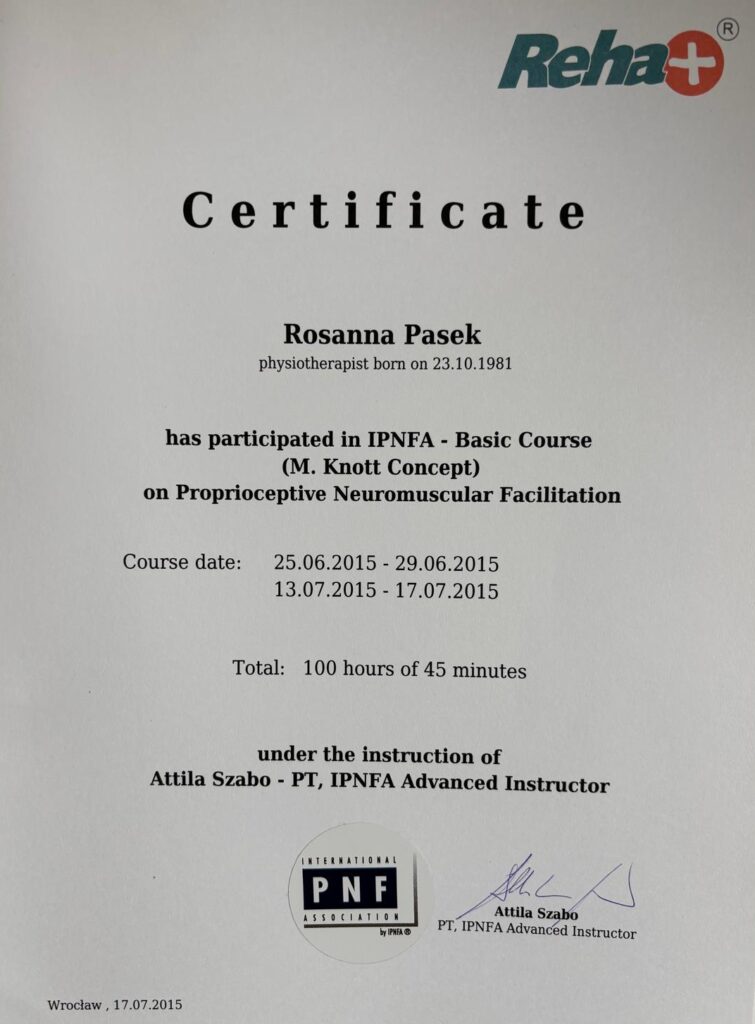 Reha+®
Certificate
Rosanna Pasek
physiotherapist born on 23.10.1981
has participated in IPNFA - Basic Course
(M. Knott Concept)
on Proprioceptive Neuromuscular Facilitation
Course date: 25.06.2015 - 29.06.2015
13.07.2015 - 17.07.2015
Total: 100 hours of 45 minutes
under the instruction of
Attila Szabo - PT, IPNFA Advanced Instructor
INTERNATIONAL
PNF
ASSOCIATION
by IPNFA ®
Attila Szabo
PT, IPNFA Advanced Instructor
Wrocław , 17.07.2015